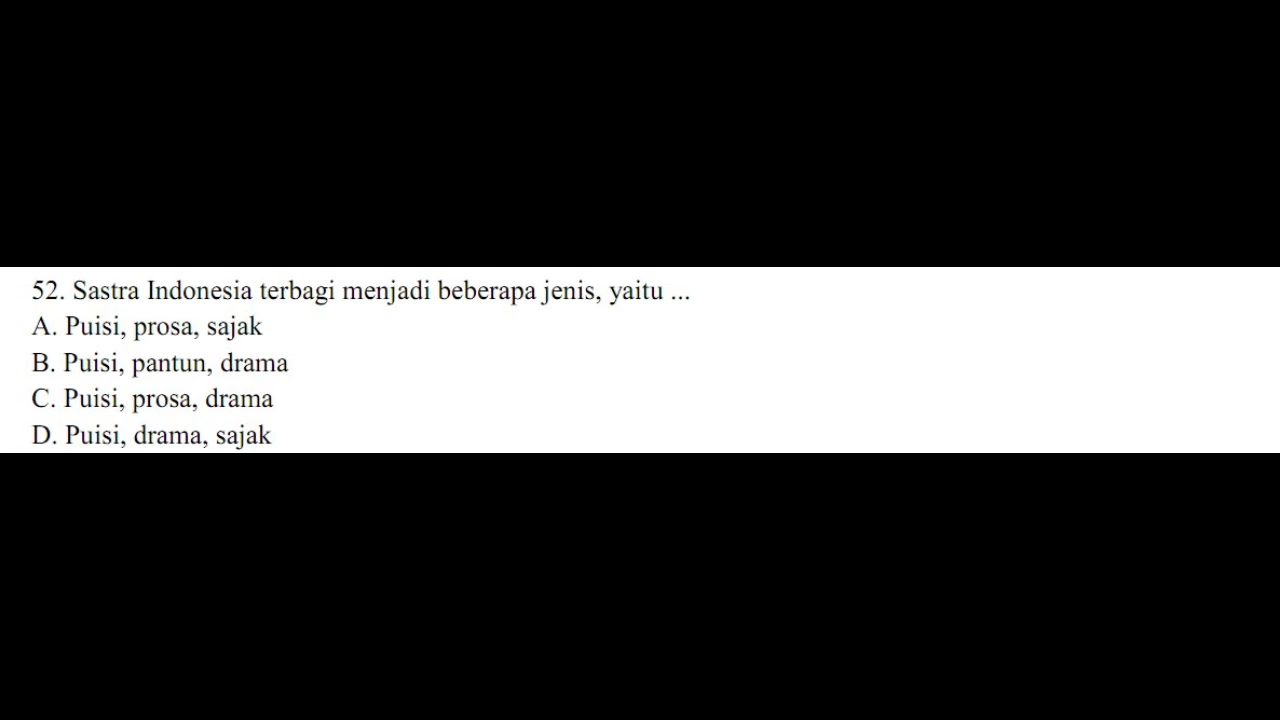 52. Sastra Indonesia terbagi menjadi beberapa jenis, yaitu ...
A. Puisi, prosa, sajak
B. Puisi, pantun, drama
C. Puisi, prosa, drama
D. Puisi, drama, sajak